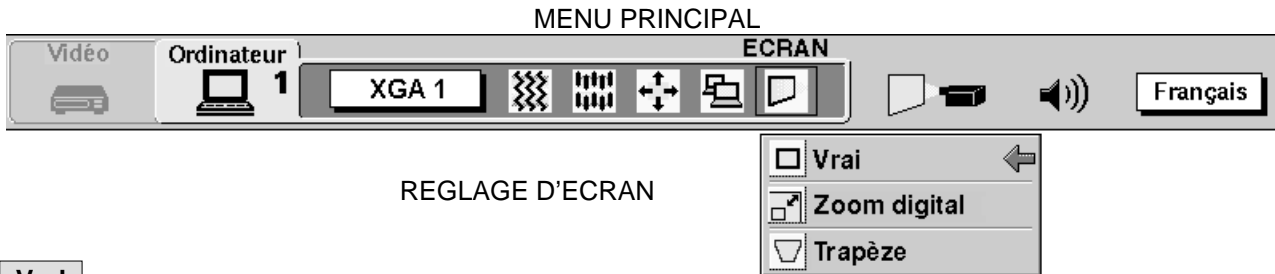 MENU PRINCIPAL
Vidéo
Ordinateur
1
ECRAN
XGA 1
Français
REGLAGE D'ECRAN
Vrai
Zoom digital
Trapèze